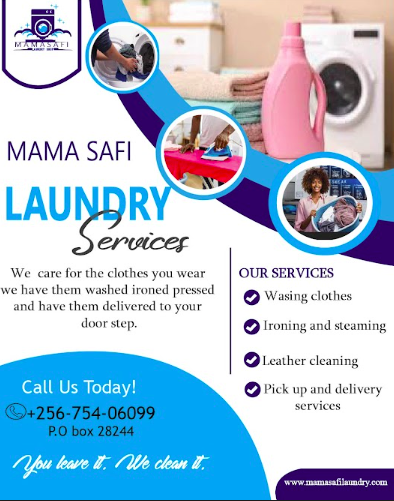 MAMASAFI
MAMA SAFI
LAUNDRY
Services
We care for the clothes you wear
we have them washed ironed pressed
and have them delivered to your
door step.
OUR SERVICES
Wasing clothes
Ironing and steaming
Leather cleaning
Pick up and delivery
services
Call Us Today!
+256-754-06099
P.O box 28244
You leave it. We clean it.
www.mamasafilaundry.com